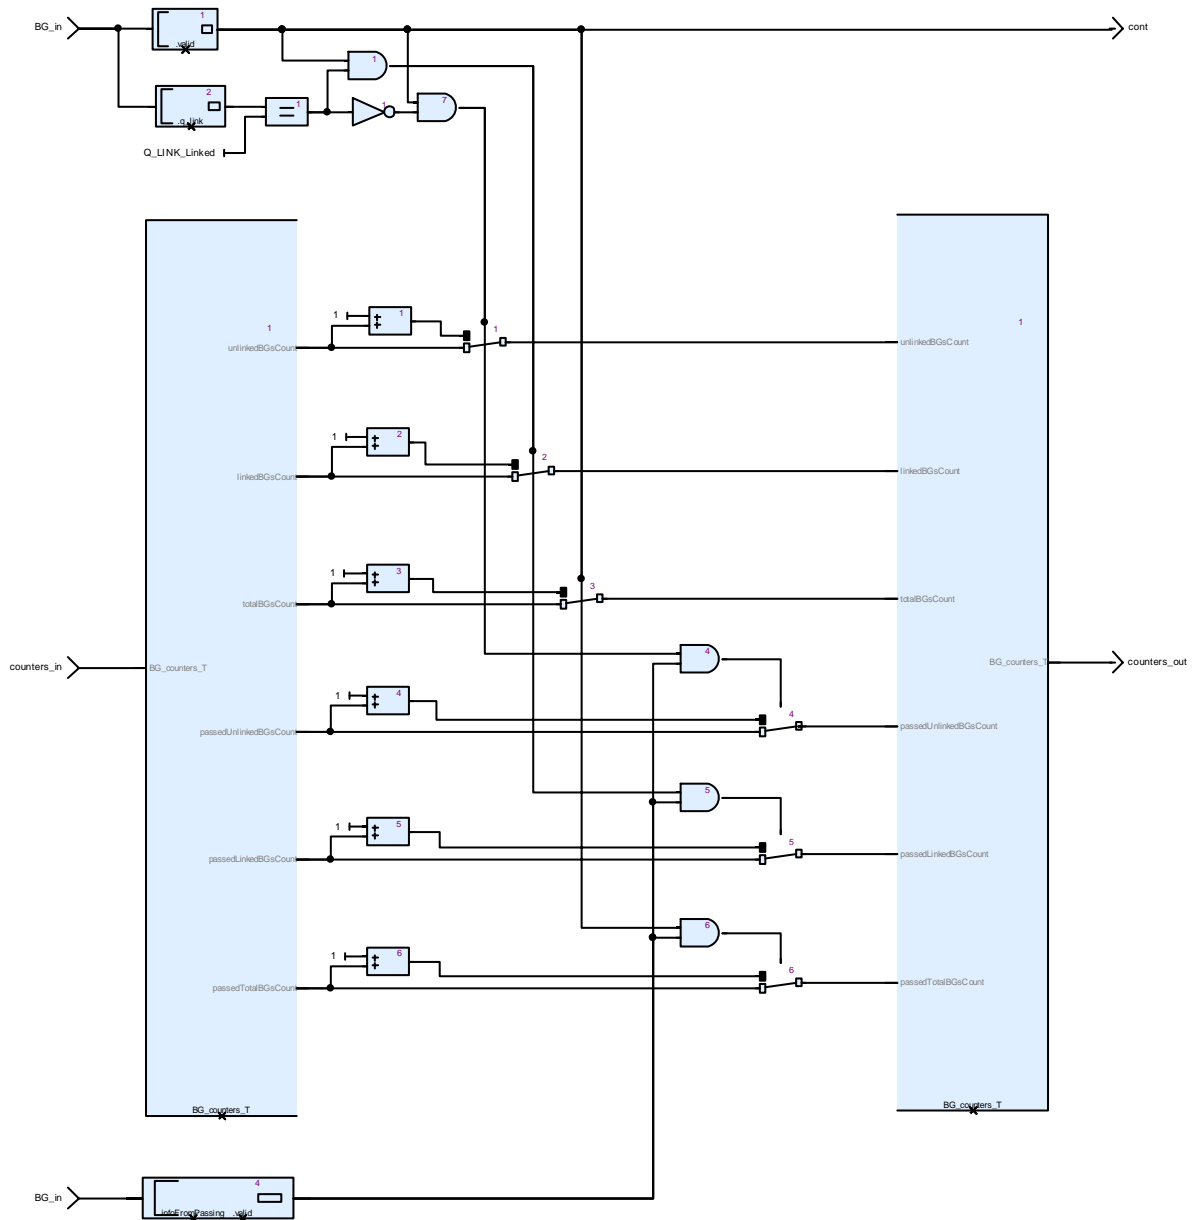 BG_in
1
.valid
cont
1
2
.q_link
1
1
7
Q_LINK_Linked
1
unlinkedBGsCount
1
1
1
1
unlinkedBGsCount
1
2
2
linkedBGsCount
linkedBGsCount
1
3
3
totalBGsCount
totalBGsCount
counters_in
BG_counters_T
4
BG_counters_T
counters_out
1
4
4
passedUnlinkedBGsCount
passedUnlinkedBGsCount
5
1
5
5
passedLinkedBGsCount
passedLinkedBGsCount
6
1
6
6
passedTotalBGsCount
passedTotalBGsCount
BG_counters_T
BG_counters_T
BG_in
4
.infoFromPassing .valid